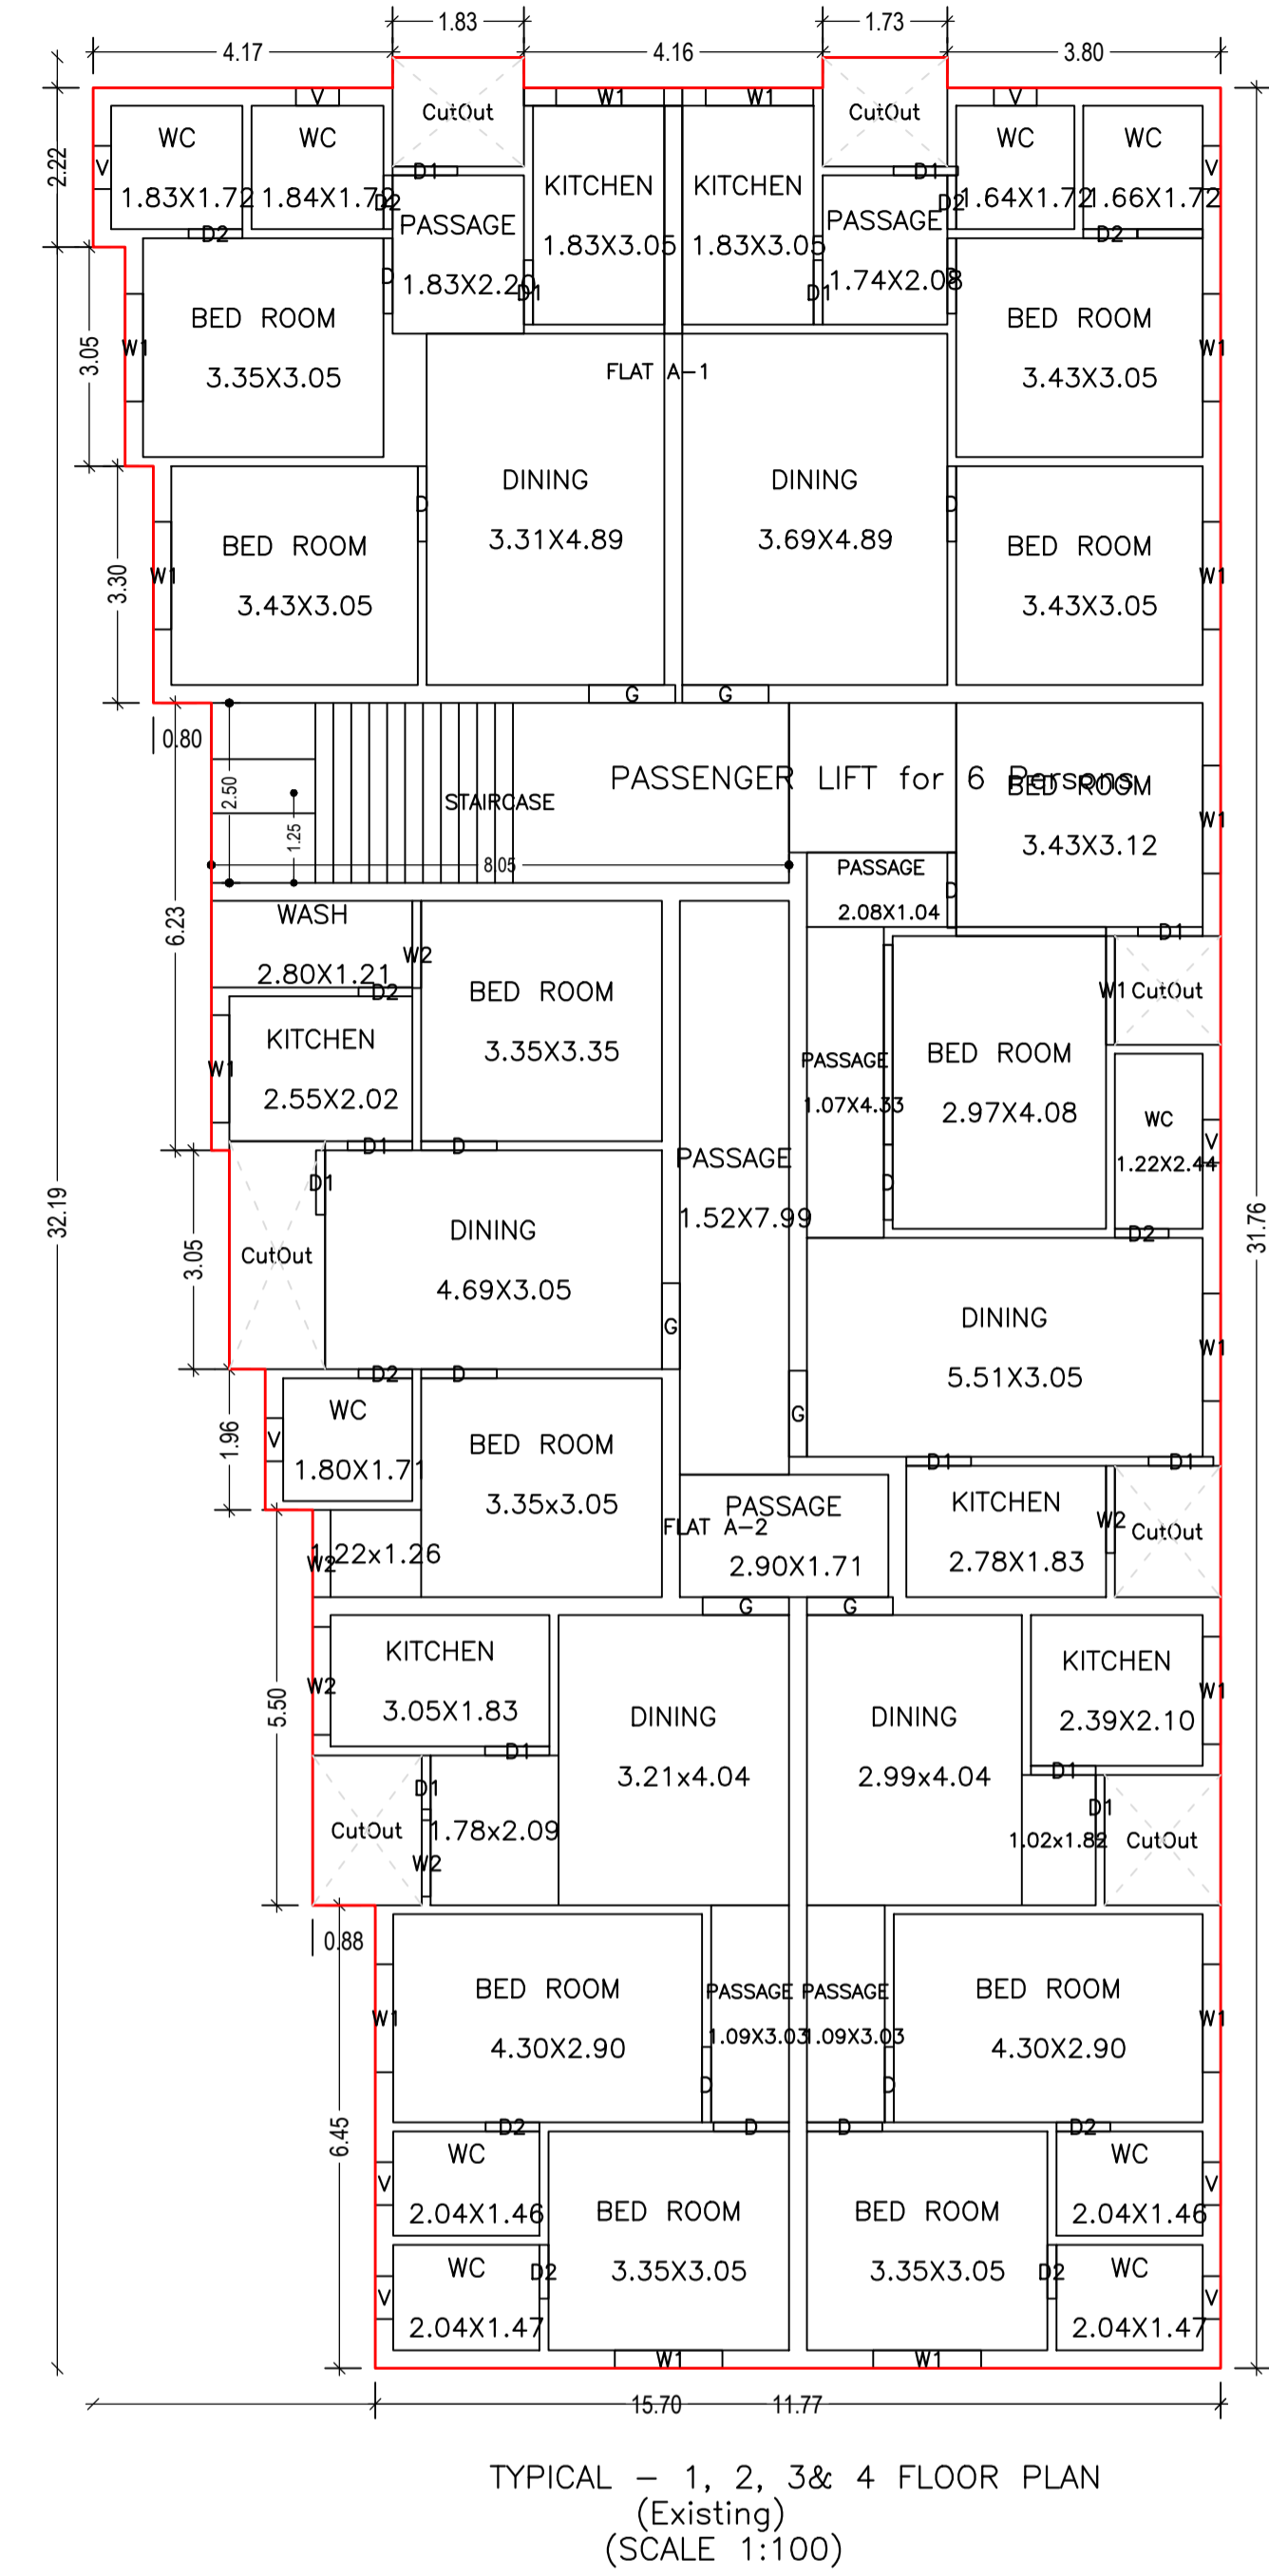 1.83
1.73
4.17
4.16
3.80
CutOut
CutOut
V
W1
W1
V
WC
WC
WC
WC
2.22
V
V
1.83X1.72
1.84X1.72
1.64X1.72
1.66X1.72
D1
D1
KITCHEN
KITCHEN
D2
D2
PASSAGE
PASSAGE
D2
D2
1.83X3.05
1.83X3.05
1.83X2.20
1.74X2.08
D
D1
D1
BED ROOM
BED ROOM
3.05
W1
W1
3.35X3.05
3.43X3.05
FLAT A-1
DINING
DINING
D
D
3.31X4.89
3.69X4.89
BED ROOM
BED ROOM
3.30
W1
W1
3.43X3.05
3.43X3.05
G
G
0.80
2.50
1.25
STAIRCASE
8.05
PASSENGER LIFT for 6 Persons
BED ROOM
3.43X3.12
W1
PASSAGE
2.08X1.04
D
D1
6.23
WASH
2.80X1.21
W2
D2
BED ROOM
3.35X3.35
W1
CutOut
KITCHEN
2.55X2.02
W1
PASSAGE
1.07X4.33
BED ROOM
2.97X4.08
WC
1.22X2.44
V
D1
D
D1
PASSAGE
1.52X7.99
D
D2
32.19
31.76
3.05
CutOut
DINING
4.69X3.05
G
DINING
5.51X3.05
W1
D2
D
G
1.96
WC
1.80X1.71
V
BED ROOM
3.35x3.05
D1
D1
PASSAGE
2.90X1.71
FLAT A-2
KITCHEN
2.78X1.83
W2
CutOut
W2
1.22x1.26
G
G
5.50
KITCHEN
3.05X1.83
W2
DINING
3.21x4.04
DINING
2.99x4.04
KITCHEN
2.39X2.10
W1
D1
D1
D1
D1
CutOut
1.78x2.09
W2
1.02x1.82
CutOut
0.88
BED ROOM
4.30X2.90
W1
PASSAGE
1.09X3.03
PASSAGE
1.09X3.03
BED ROOM
4.30X2.90
W1
D
D
6.45
D2
D
D
D2
WC
2.04X1.46
V
BED ROOM
3.35X3.05
BED ROOM
3.35X3.05
WC
2.04X1.46
V
WC
2.04X1.47
V
D2
D2
WC
2.04X1.47
V
W1
W1
15.70
11.77
TYPICAL - 1, 2, 3& 4 FLOOR PLAN
(Existing)
(SCALE 1:100)